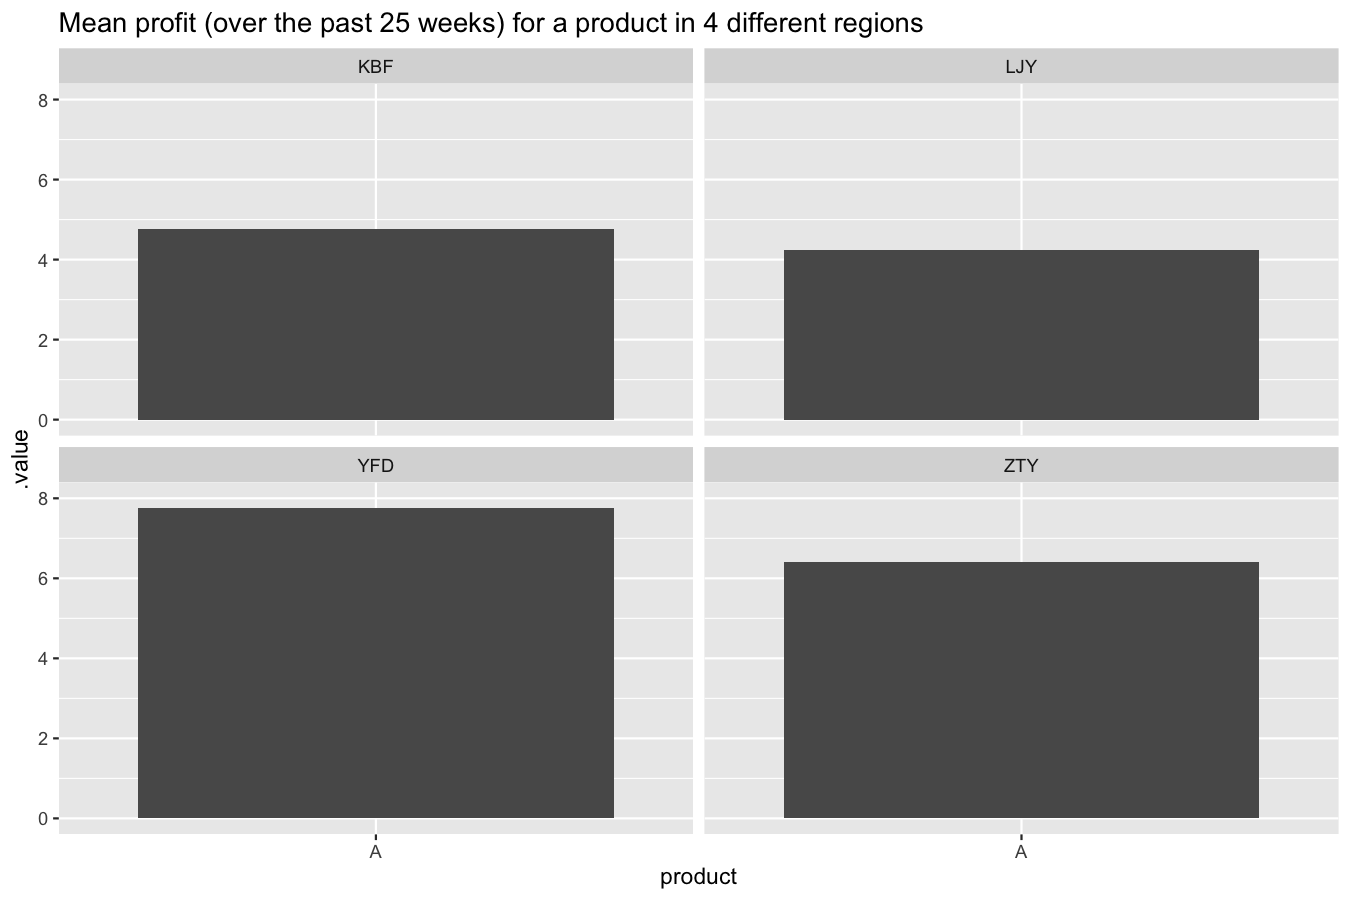 Mean profit (over the past 25 weeks) for a product in 4 different regions
KBF
LJY
8
6
4
2
0
.value
YFD
ZTY
8
6
4
2
0
A
A
product